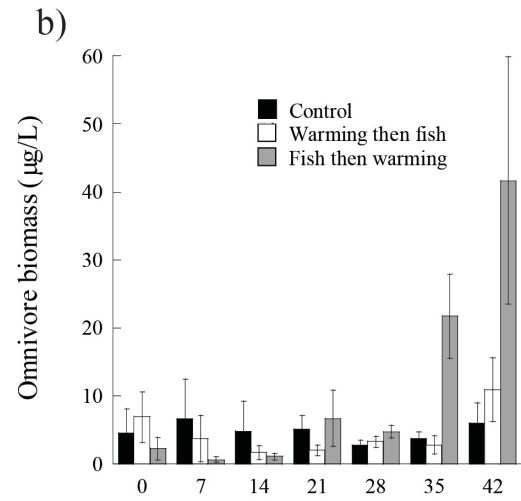 b)
Omnivore biomass (µg/L)
60
50
40
30
20
10
0
Control
Warming then fish
Fish then warming
0 7 14 21 28 35 42